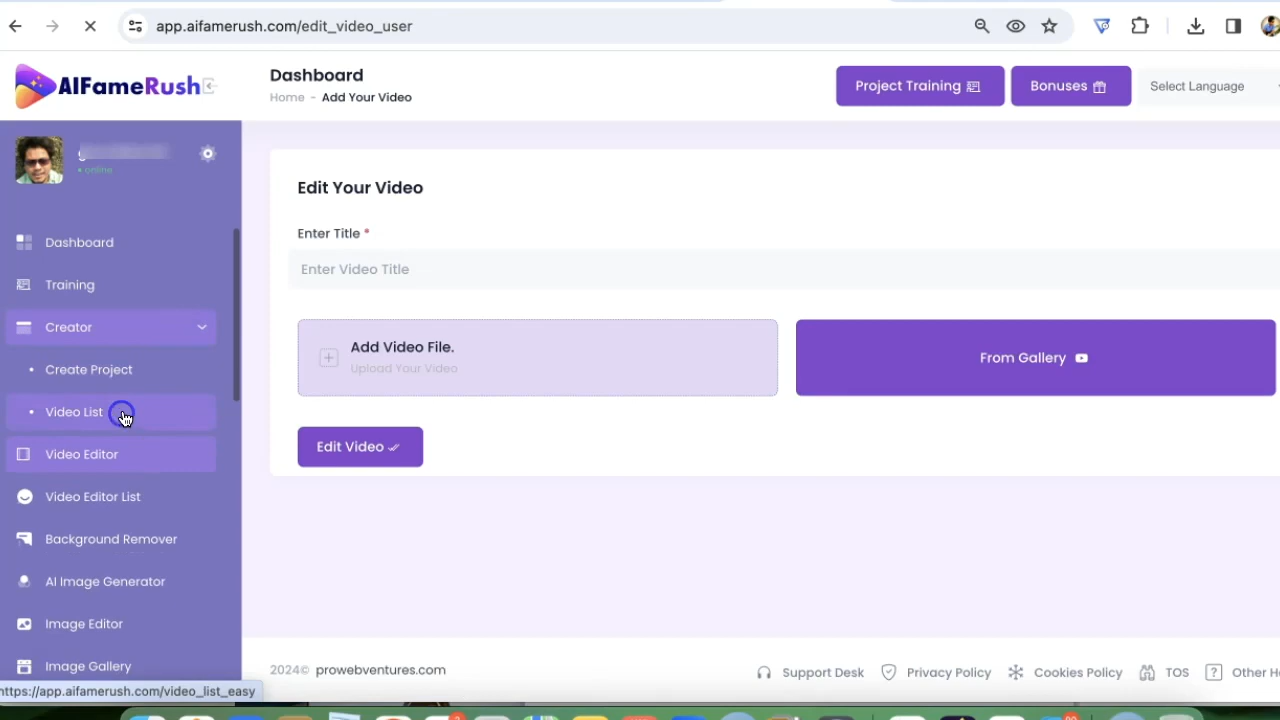 app.aifamerush.com/edit_video_user
AIFameRush
Dashboard
Home - Add Your Video
Project Training
Bonuses
Select Language
• online
Dashboard
Training
Creator
• Create Project
• Video List
Video Editor
Video Editor List
Background Remover
AI Image Generator
Image Editor
Image Gallery
Edit Your Video
Enter Title *
Enter Video Title
Add Video File.
Upload Your Video
From Gallery
Edit Video
2024© prowebventures.com
Support Desk
Privacy Policy
Cookies Policy
TOS
Other
https://app.aifamerush.com/video_list_easy